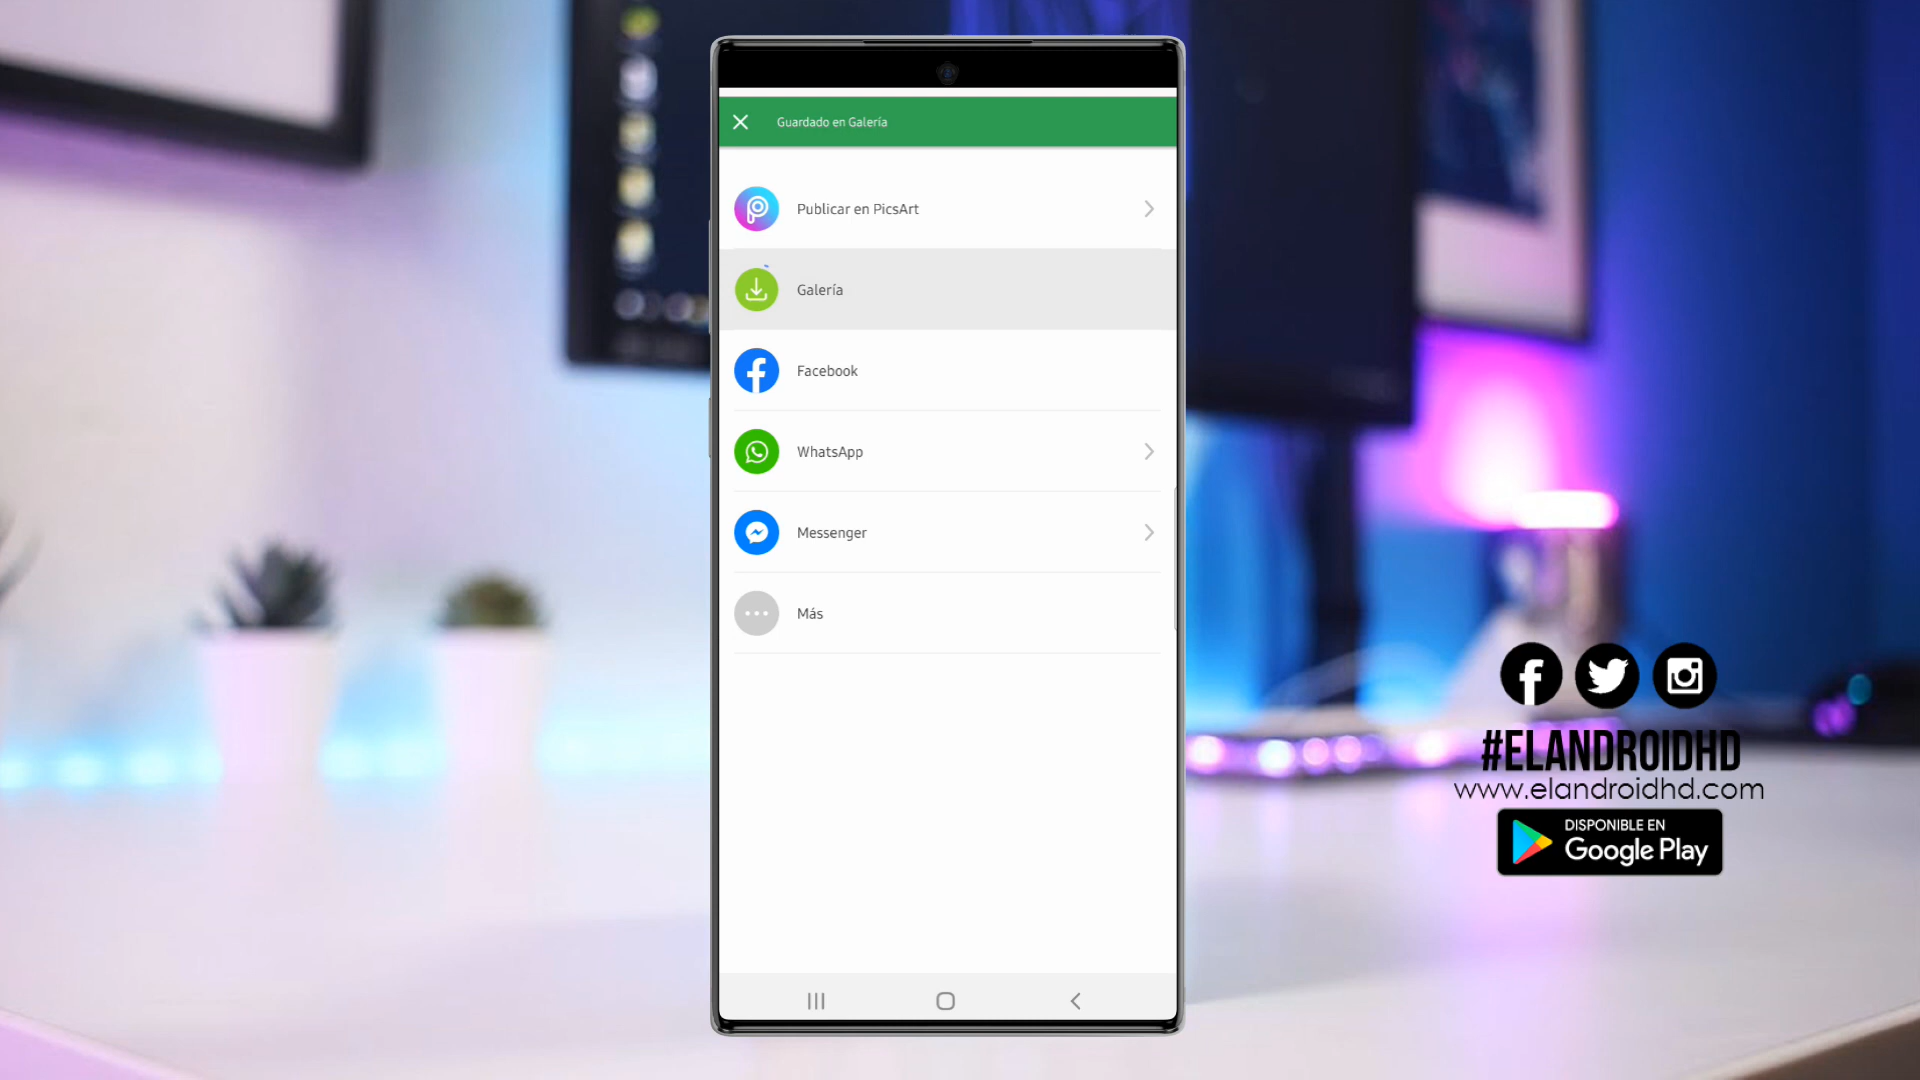 Guardado en Galería
Publicar en PicsArt
Galería
Facebook
WhatsApp
Messenger
Más
#ELANDROIDHD
www.elandroidhd.com
DISPONIBLE EN
Google Play